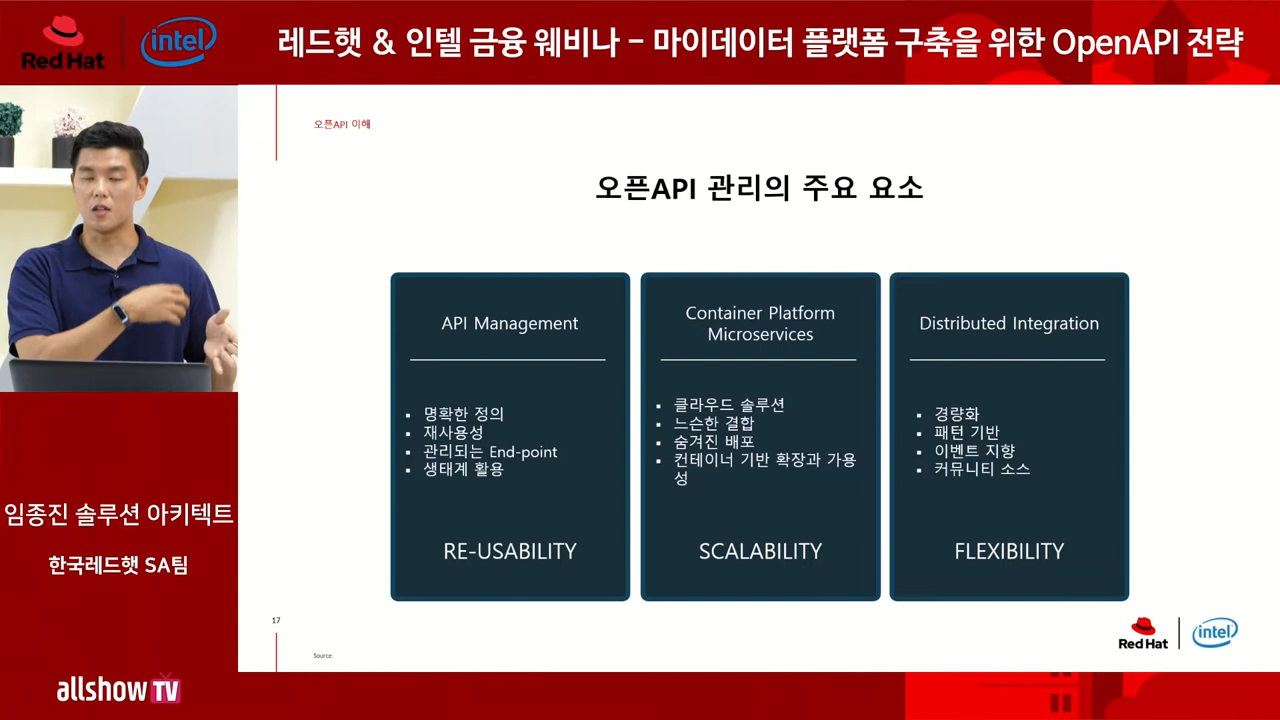 Red Hat
intel
레드햇 & 인텔 금융 웨비나 – 마이데이터 플랫폼 구축을 위한 OpenAPI 전략
오픈API 이해
오픈API 관리의 주요 요소
API Management
▪ 명확한 정의
▪ 재사용성
▪ 관리되는 End-point
▪ 생태계 활용
RE-USABILITY
Container Platform
Microservices
▪ 클라우드 솔루션
▪ 느슨한 결합
▪ 숨겨진 배포
▪ 컨테이너 기반 확장과 가용
성
SCALABILITY
Distributed Integration
▪ 경량화
▪ 패턴 기반
▪ 이벤트 지향
▪ 커뮤니티 소스
FLEXIBILITY
임종진 솔루션 아키텍트
한국레드햇 SA팀
17
Source:
Red Hat
intel
allshow TV